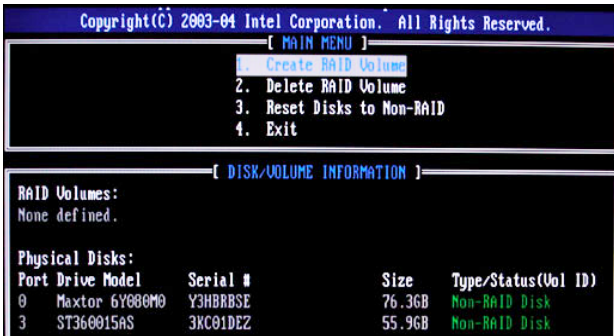 Copyright(C) 2003-04 Intel Corporation. All Rights Reserved.
[ MAIN MENU ]
1. Create RAID Volume
2. Delete RAID Volume
3. Reset Disks to Non-RAID
4. Exit
[ DISK/VOLUME INFORMATION ]
RAID Volumes:
None defined.
Physical Disks:
Port Drive Model Serial # Size Type/Status(Vol ID)
0 Maxtor 6Y080M0 Y3HBRBSE 76.3GB Non-RAID Disk
3 ST360015AS 3KC01DEZ 55.9GB Non-RAID Disk